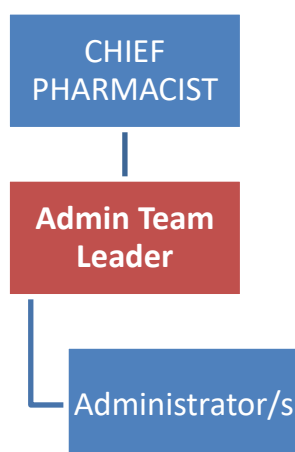 CHIEF
PHARMACIST
Admin Team
Leader
Administrator/s